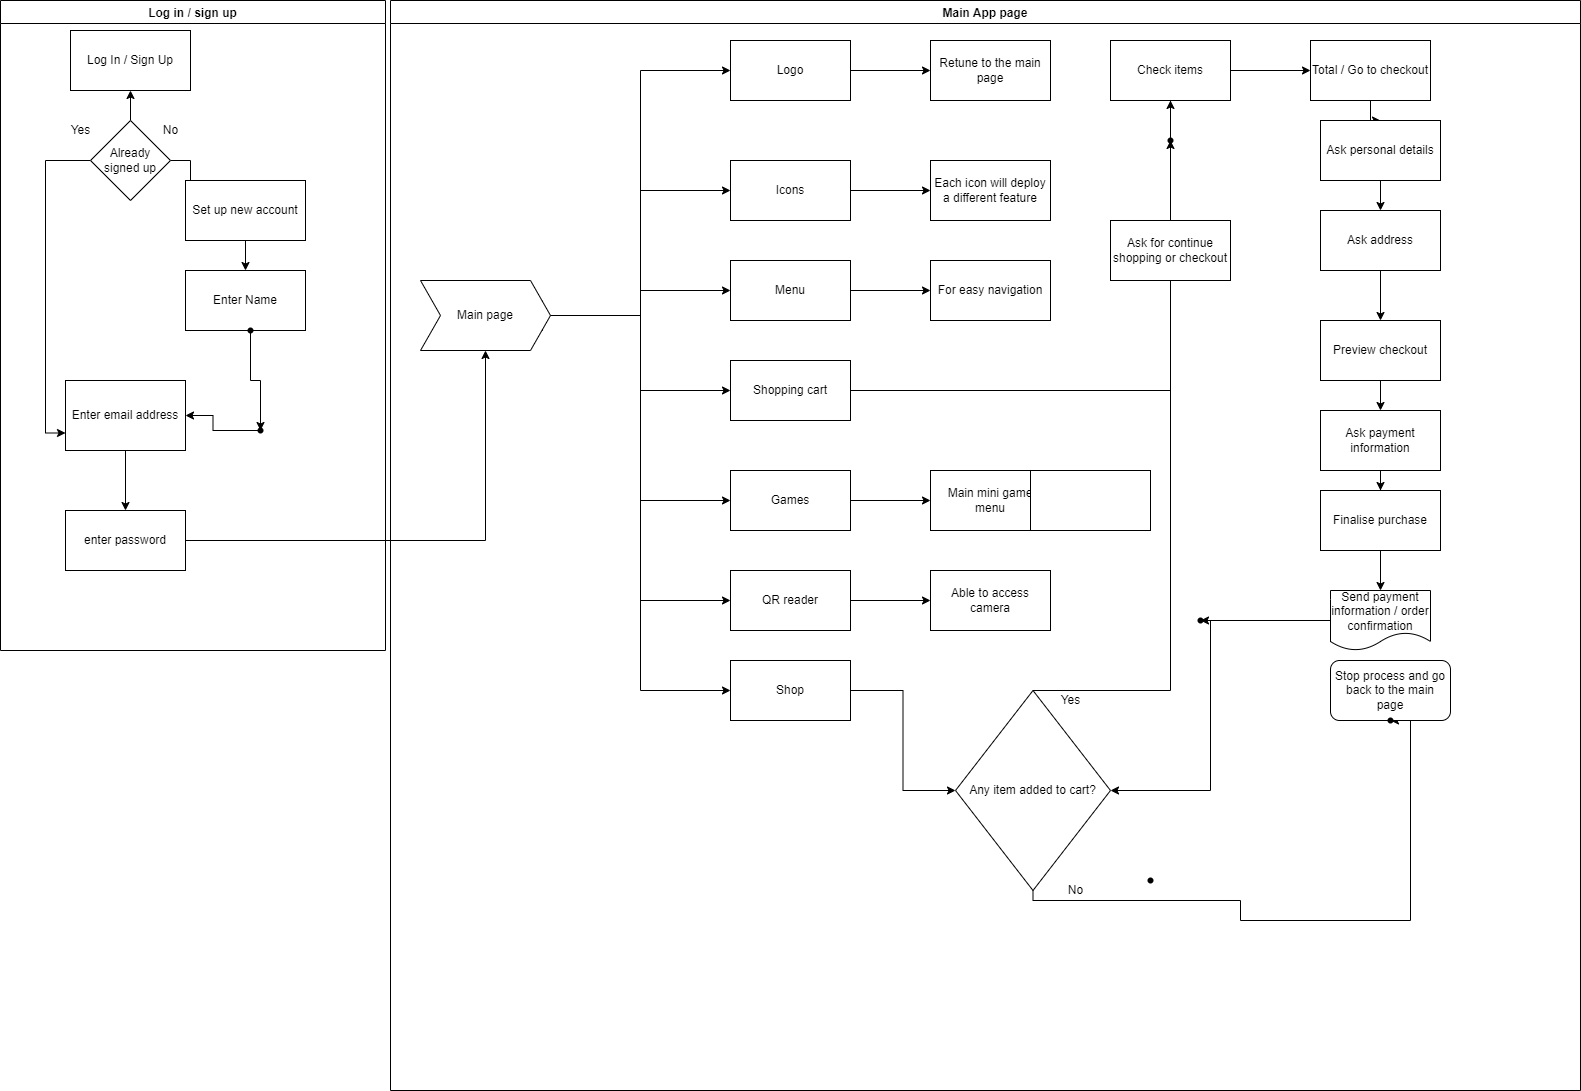 Log in / sign up
Log In / Sign Up
Yes
No
Already
signed up
Set up new account
Enter Name
Enter email address
enter password
Main App page
Main page
Logo
Retune to the main
page
Icons
Each icon will deploy
a different feature
Menu
For easy navigation
Shopping cart
Games
Main mini game
menu
QR reader
Able to access
camera
Shop
Any item added to cart?
Yes
No
Ask for continue
shopping or checkout
Check items
Total / Go to checkout
Ask personal details
Ask address
Preview checkout
Ask payment
information
Finalise purchase
Send payment
information / order
confirmation
Stop process and go
back to the main
page